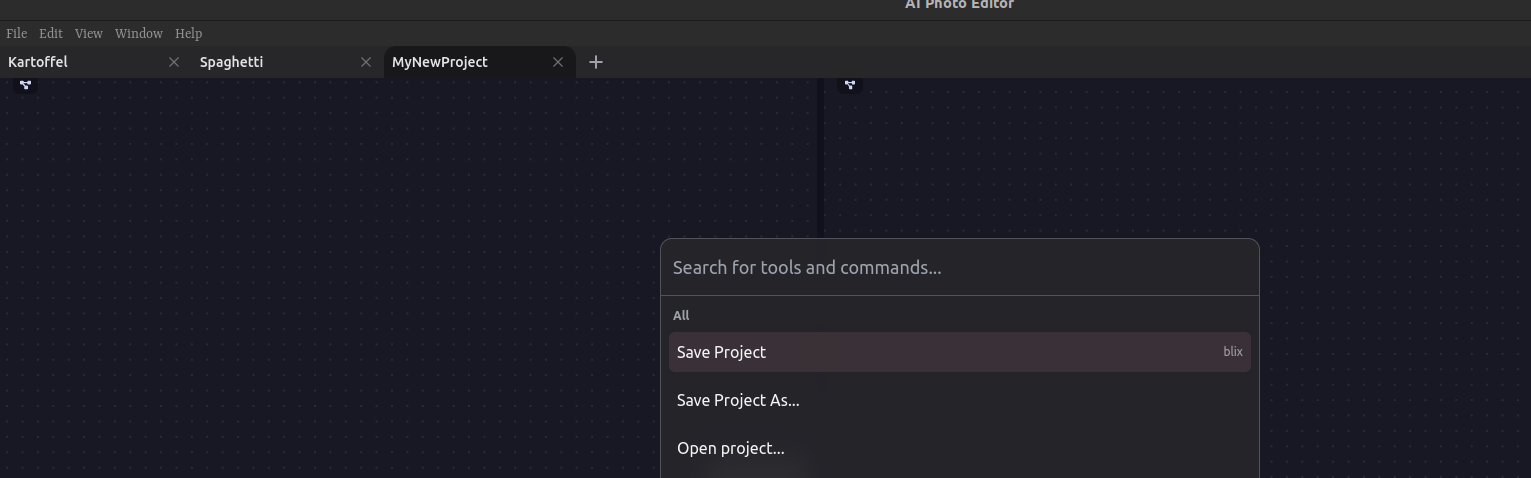 AI Photo Editor
File Edit View Window Help
Kartoffel Spaghetti MyNewProject
Search for tools and commands...
All
Save Project blix
Save Project As...
Open project...